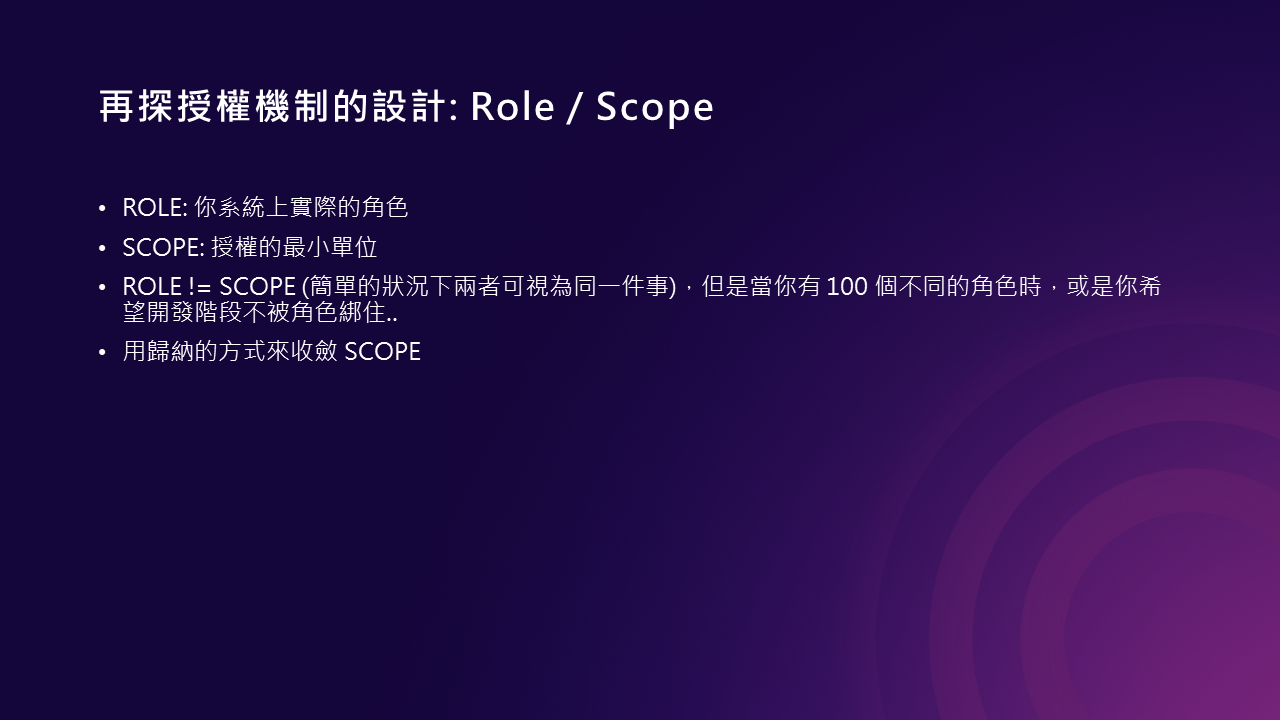 再探授權機制的設計: Role / Scope
• ROLE: 你系統上實際的角色
• SCOPE: 授權的最小單位
• ROLE != SCOPE (簡單的狀況下兩者可視為同一件事)，但是當你有 100 個不同的角色時，或是你希
望開發階段不被角色綁住..
• 用歸納的方式來收斂 SCOPE